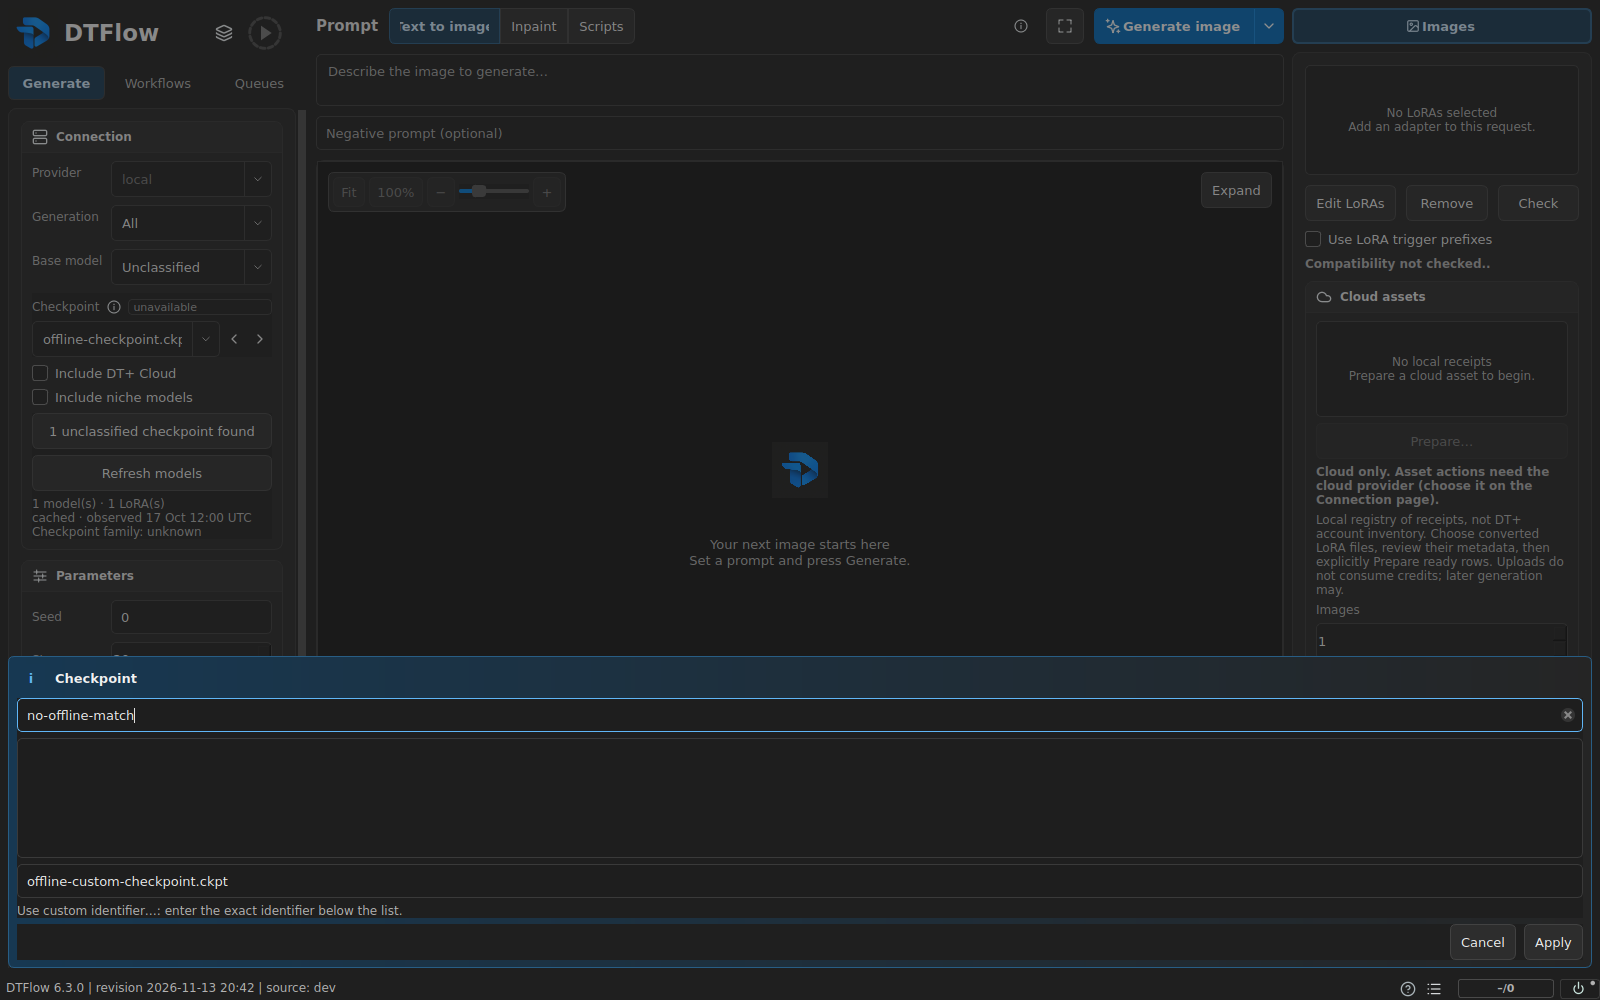 DTFlow
Generate
Workflows
Queues
Connection
Provider
local
Generation
All
Base model
Unclassified
Checkpoint
unavailable
offline-checkpoint.ckp
Include DT+ Cloud
Include niche models
1 unclassified checkpoint found
Refresh models
1 model(s) · 1 LoRA(s)
cached · observed 17 Oct 12:00 UTC
Checkpoint family: unknown
Parameters
Seed
0
Prompt
Text to image
Inpaint
Scripts
Generate image
Describe the image to generate...
Negative prompt (optional)
Fit
100%
−
+
Expand
Your next image starts here
Set a prompt and press Generate.
Images
No LoRAs selected
Add an adapter to this request.
Edit LoRAs
Remove
Check
Use LoRA trigger prefixes
Compatibility not checked..
Cloud assets
No local receipts
Prepare a cloud asset to begin.
Prepare...
Cloud only. Asset actions need the
cloud provider (choose it on the
Connection page).
Local registry of receipts, not DT+
account inventory. Choose converted
LoRA files, review their metadata, then
explicitly Prepare ready rows. Uploads do
not consume credits; later generation
may.
Images
1
i Checkpoint
no-offline-match
offline-custom-checkpoint.ckpt
Use custom identifier...: enter the exact identifier below the list.
Cancel
Apply
DTFlow 6.3.0 | revision 2026-11-13 20:42 | source: dev
–/0